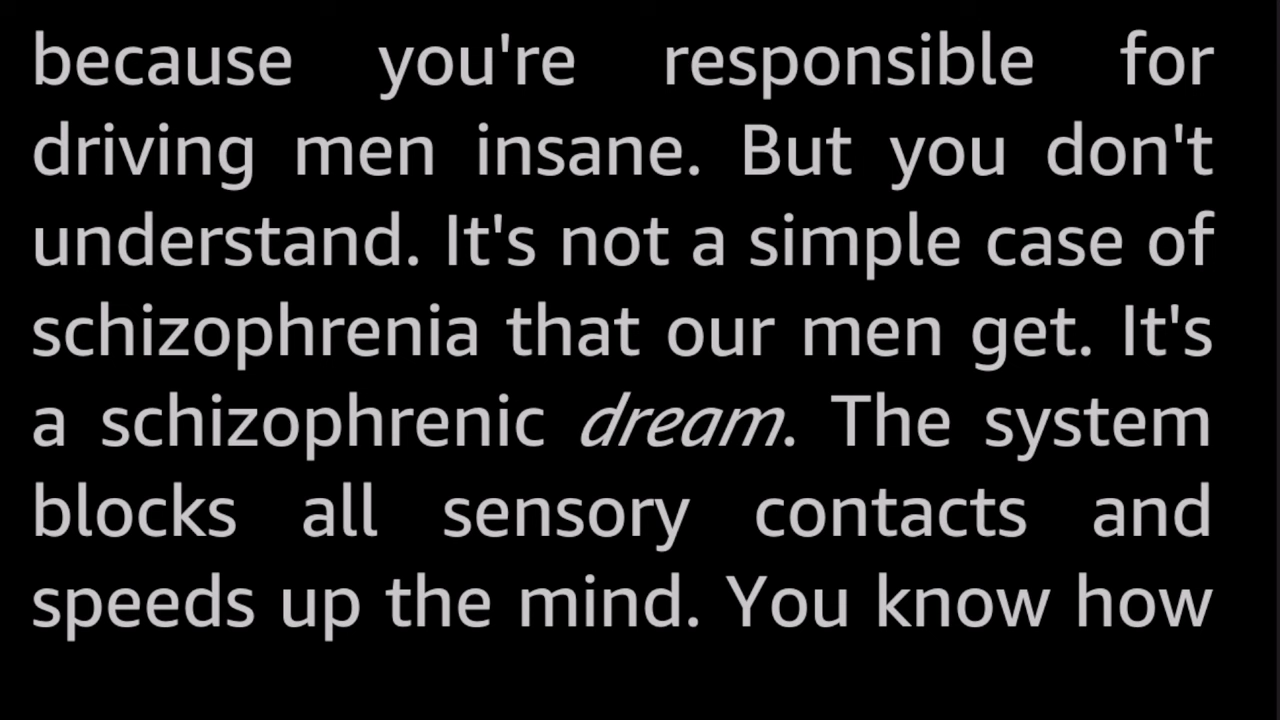 because you're responsible for
driving men insane. But you don't
understand. It's not a simple case of
schizophrenia that our men get. It's
a schizophrenic dream. The system
blocks all sensory contacts and
speeds up the mind. You know how